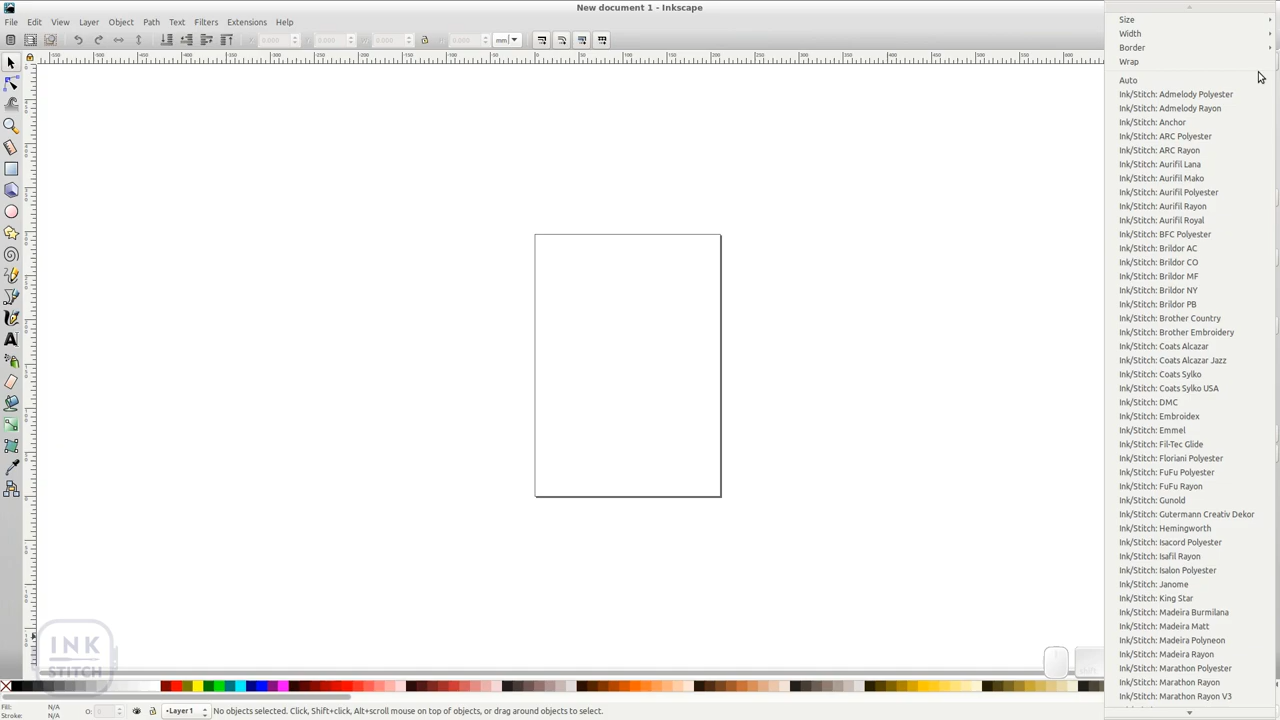 New document 1 - Inkscape
File Edit View Layer Object Path Text Filters Extensions Help
mm
Size
Width
Border
Wrap
Auto
Ink/Stitch: Admelody Polyester
Ink/Stitch: Admelody Rayon
Ink/Stitch: Anchor
Ink/Stitch: ARC Polyester
Ink/Stitch: ARC Rayon
Ink/Stitch: Aurifil Lana
Ink/Stitch: Aurifil Mako
Ink/Stitch: Aurifil Polyester
Ink/Stitch: Aurifil Rayon
Ink/Stitch: Aurifil Royal
Ink/Stitch: BFC Polyester
Ink/Stitch: Brildor AC
Ink/Stitch: Brildor CO
Ink/Stitch: Brildor MF
Ink/Stitch: Brildor NY
Ink/Stitch: Brildor PB
Ink/Stitch: Brother Country
Ink/Stitch: Brother Embroidery
Ink/Stitch: Coats Alcazar
Ink/Stitch: Coats Alcazar Jazz
Ink/Stitch: Coats Sylko
Ink/Stitch: Coats Sylko USA
Ink/Stitch: DMC
Ink/Stitch: Embroidex
Ink/Stitch: Emmel
Ink/Stitch: Fil-Tec Glide
Ink/Stitch: Floriani Polyester
Ink/Stitch: FuFu Polyester
Ink/Stitch: FuFu Rayon
Ink/Stitch: Gunold
Ink/Stitch: Gutermann Creativ Dekor
Ink/Stitch: Hemingworth
Ink/Stitch: Isacord Polyester
Ink/Stitch: Isafil Rayon
Ink/Stitch: Isalon Polyester
Ink/Stitch: Janome
Ink/Stitch: King Star
Ink/Stitch: Madeira Burmilana
Ink/Stitch: Madeira Matt
Ink/Stitch: Madeira Polyneon
Ink/Stitch: Madeira Rayon
Ink/Stitch: Marathon Polyester
Ink/Stitch: Marathon Rayon
Ink/Stitch: Marathon Rayon V3
INK
STITCH
Fill: N/A
Stroke: N/A
O:
•Layer 1
No objects selected. Click, Shift+click, Alt+scroll mouse on top of objects, or drag around objects to select.